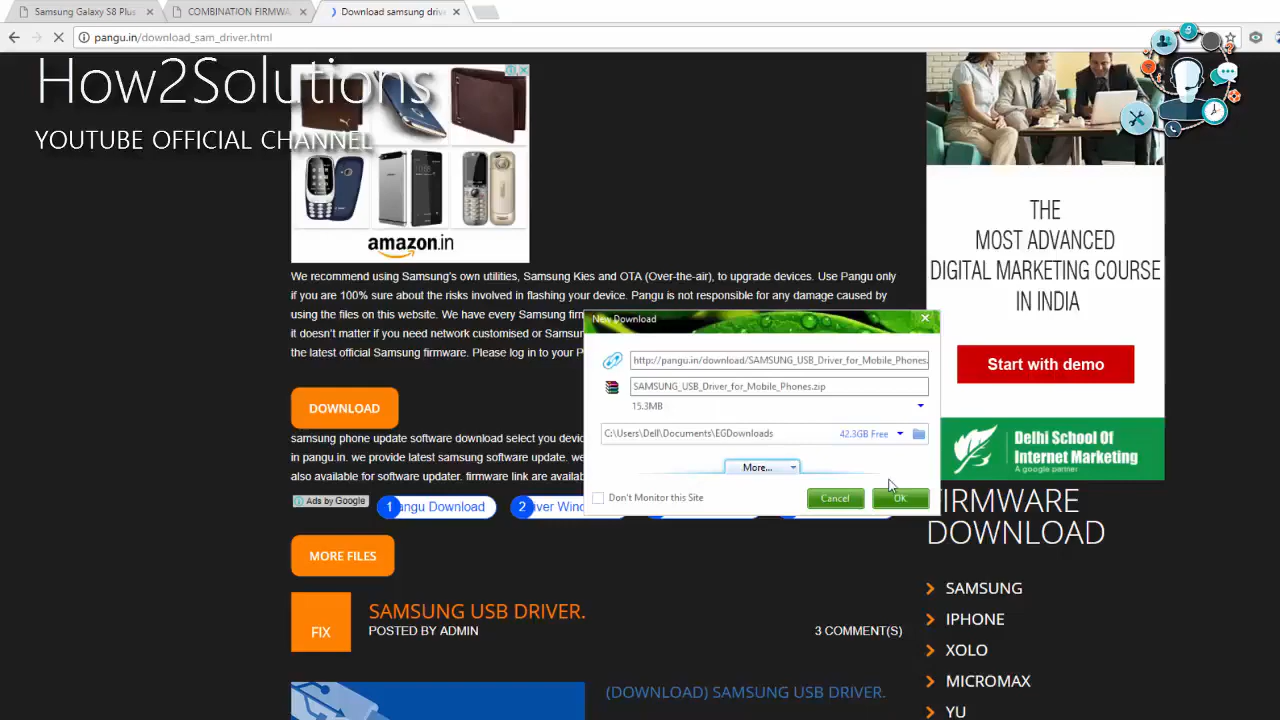 Samsung Galaxy S8 Plus
COMBINATION FIRMWA
Download samsung driv
pangu.in/download_sam_driver.html
How2Solutions
YOUTUBE OFFICIAL CHANNEL
amazon.in
We recommend using Samsung's own utilities, Samsung Kies and OTA (Over-the-air), to upgrade devices. Use Pangu only
if you are 100% sure about the risks involved in flashing your device. Pangu is not responsible for any damage caused by
using the files on this website. We have every Samsung firm
it doesn't matter if you need network customised or Samsu
the latest official Samsung firmware. Please log in to your P
DOWNLOAD
samsung phone update software download select you devic
in pangu.in. we provide latest samsung software update. we
also available for software updater. firmware link are availab
Ads by Google
1 angu Download
2 iver Wind
MORE FILES
FIX
SAMSUNG USB DRIVER.
POSTED BY ADMIN
3 COMMENT(S)
(DOWNLOAD) SAMSUNG USB DRIVER.
New Download
http://pangu.in/download/SAMSUNG_USB_Driver_for_Mobile_Phones.
SAMSUNG_USB_Driver_for_Mobile_Phones.zip
15.3MB
C:\Users\Dell\Documents\EGDownloads
42.3GB Free
More...
Don't Monitor this Site
Cancel
OK
THE
MOST ADVANCED
DIGITAL MARKETING COURSE
IN INDIA
Start with demo
Delhi School Of
Internet Marketing
A google partner
FIRMWARE
DOWNLOAD
SAMSUNG
IPHONE
XOLO
MICROMAX
YU